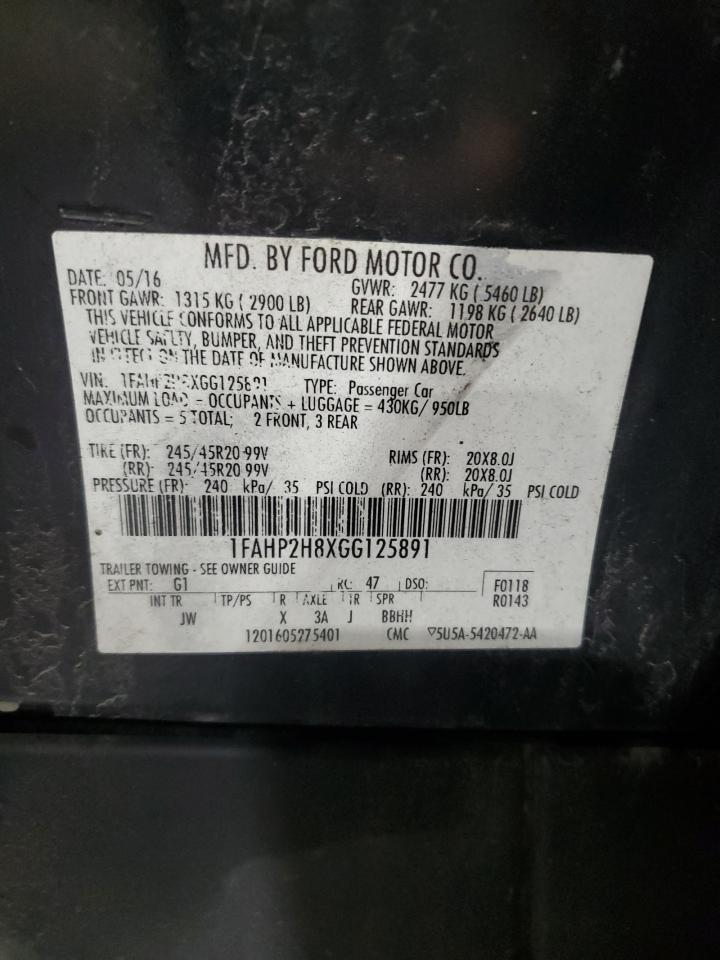 MFD. BY FORD MOTOR CO.
DATE: 05/16 GVWR: 2477 KG ( 5460 LB)
FRONT GAWR: 1315 KG ( 2900 LB) REAR GAWR: 1198 KG ( 2640 LB)
THIS VEHICLE CONFORMS TO ALL APPLICABLE FEDERAL MOTOR
VEHICLE SAFETY, BUMPER, AND THEFT PREVENTION STANDARDS
IN EFFECT ON THE DATE OF MANUFACTURE SHOWN ABOVE.
VIN: 1FAHP2H8XGG125891 TYPE: Passenger Car
MAXIMUM LOAD = OCCUPANTS + LUGGAGE = 430KG/ 950LB
OCCUPANTS = 5 TOTAL; 2 FRONT, 3 REAR
TIRE (FR): 245/45R20 99V RIMS (FR): 20X8.0J
(RR): 245/45R20 99V (RR): 20X8.0J
PRESSURE (FR): 240 kPa/ 35 PSI COLD (RR): 240 kPa/ 35 PSI COLD
1FAHP2H8XGG125891
TRAILER TOWING - SEE OWNER GUIDE
EXT PNT: G1 RC: 47 DSO: F0118
INT TR TP/PS R AXLE TR SPR R0143
JW X 3A J BBHH
1201605275401 CMC ▽5U5A-5420472-AA